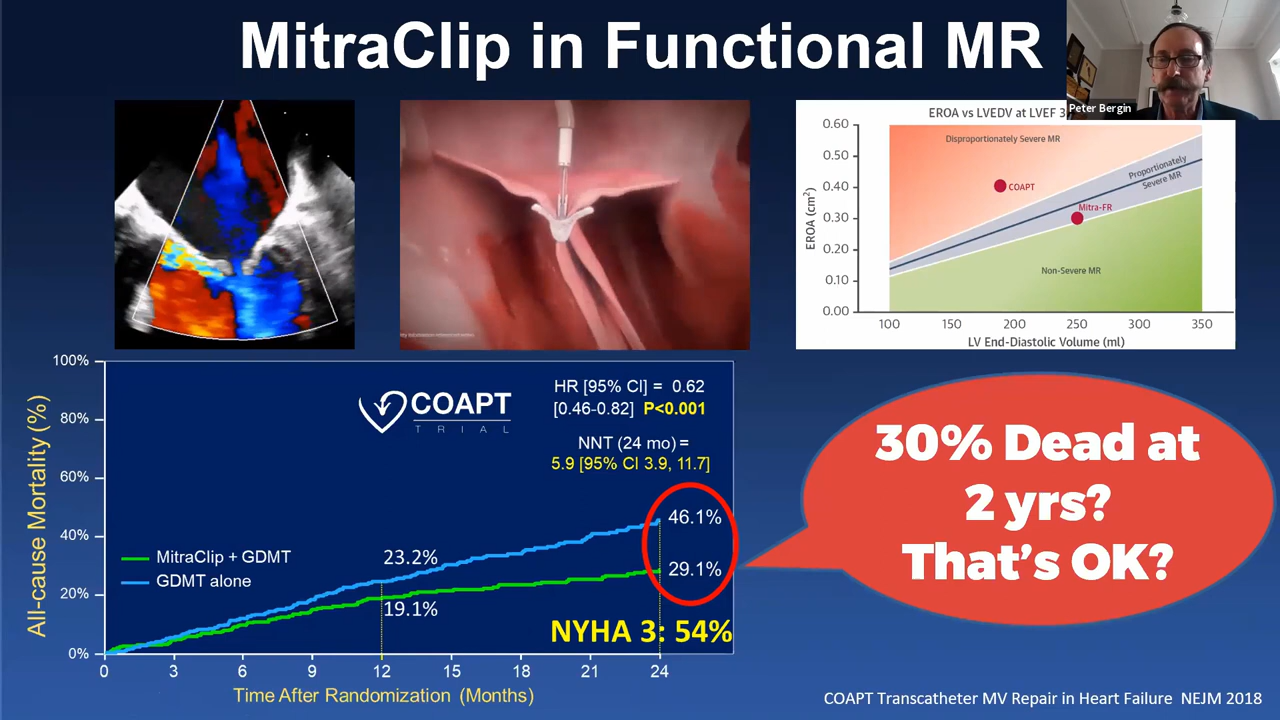 MitraClip in Functional MR
Peter Bergin
EROA vs LVEDV at LVEF 3
0.60
0.50
0.40
0.30
0.20
0.10
0.00
EROA (cm²)
Disproportionately Severe MR
COAPT
Proportionately
Severe MR
Mitra-FR
Non-Severe MR
100 150 200 250 300 350
LV End-Diastolic Volume (ml)
100%
80%
60%
40%
20%
0%
All-cause Mortality (%)
COAPT
TRIAL
HR [95% CI] = 0.62
[0.46-0.82] P<0.001
NNT (24 mo) =
5.9 [95% CI 3.9, 11.7]
46.1%
29.1%
MitraClip + GDMT
GDMT alone
23.2%
19.1%
NYHA 3: 54%
0 3 6 9 12 15 18 21 24
Time After Randomization (Months)
30% Dead at
2 yrs?
That's OK?
COAPT Transcatheter MV Repair in Heart Failure NEJM 2018